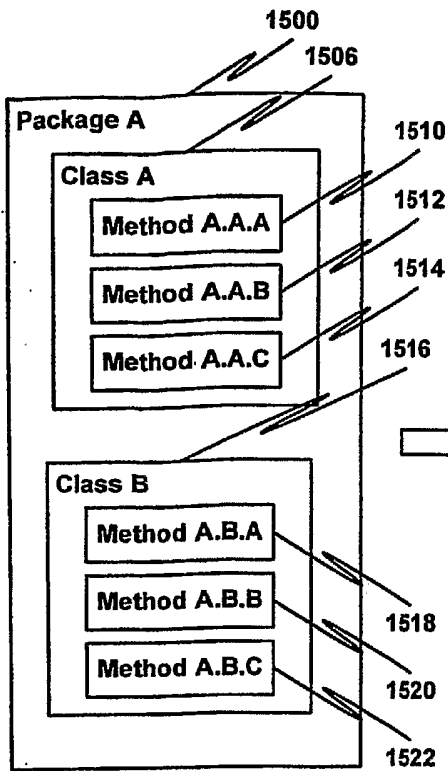 1500
1506
Package A
1510
Class A
1512
Method A.A.A
1514
Method A.A.B
Method A.A.C
1516
Class B
Method A.B.A
Method A.B.B
1518
Method A.B.C
1520
1522